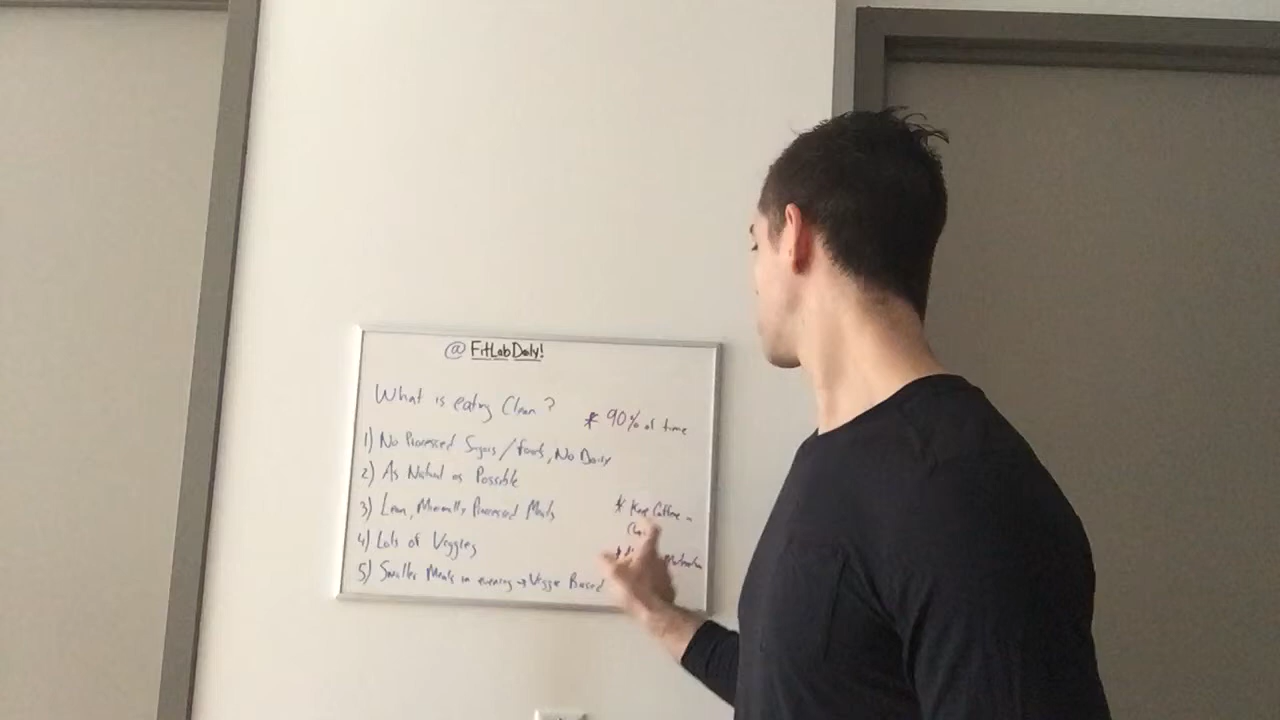 @ FitLabDaily!
What is eating Clean?
* 90% of time
1) No Processed Sugars/foods, No Dairy
2) As Natural as Possible
3) Lean, Minimally Processed Meats
* Keep Caffeine in
4) Lots of Veggies
5) Smaller Meals in evening → Veggie Based